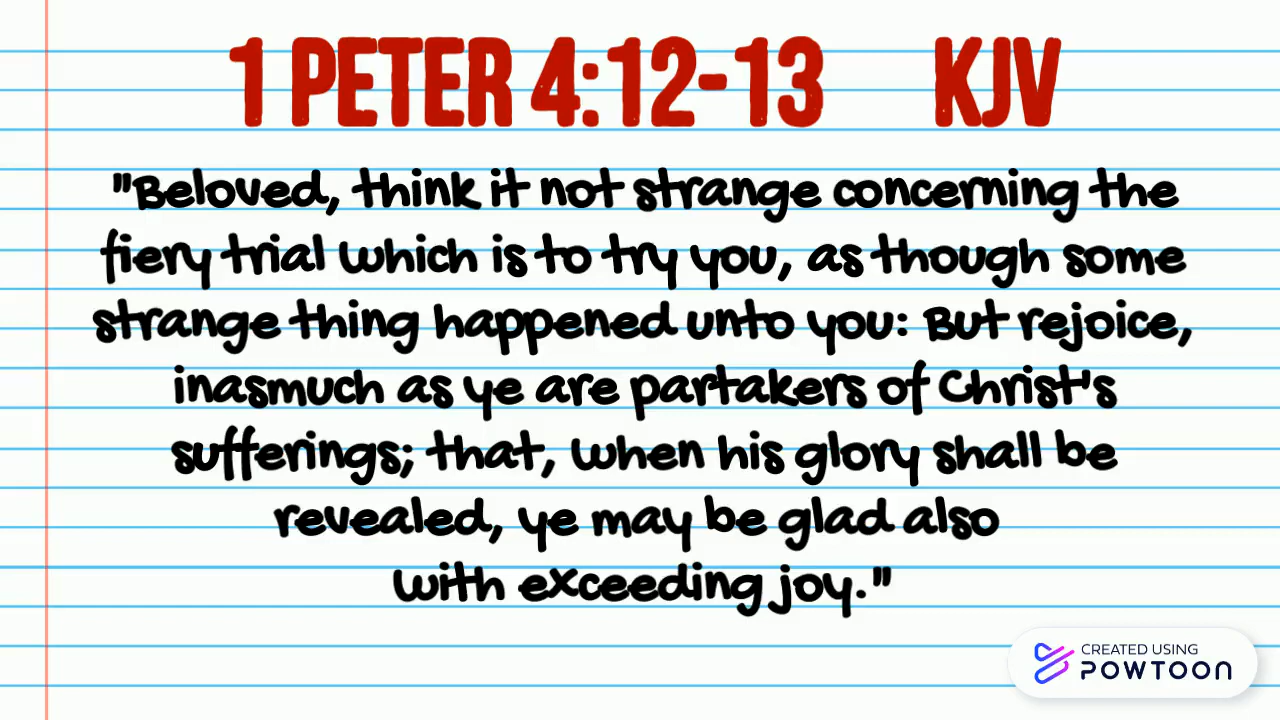 1 PETER 4:12-13 KJV
"Beloved, think it not strange concerning the
fiery trial which is to try you, as though some
strange thing happened unto you: But rejoice,
inasmuch as ye are partakers of Christ's
sufferings; that, when his glory shall be
revealed, ye may be glad also
with exceeding joy."
CREATED USING
POWTOON